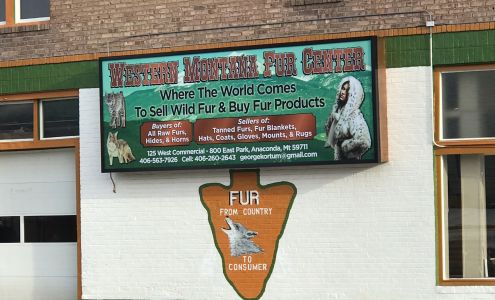 Western Montana Fur Center
Where The World Comes
To Sell Wild Fur & Buy Fur Products
Buyers of:
All Raw Furs,
Hides, & Horns
Sellers of:
Tanned Furs, Fur Blankets,
Hats, Coats, Gloves, Mounts, & Rugs
125 West Commercial - 800 East Park, Anaconda, Mt 59711
406-563-7926 Cell: 406-260-2643 georgekortum@gmail.com
FUR
FROM COUNTRY
TO
CONSUMER